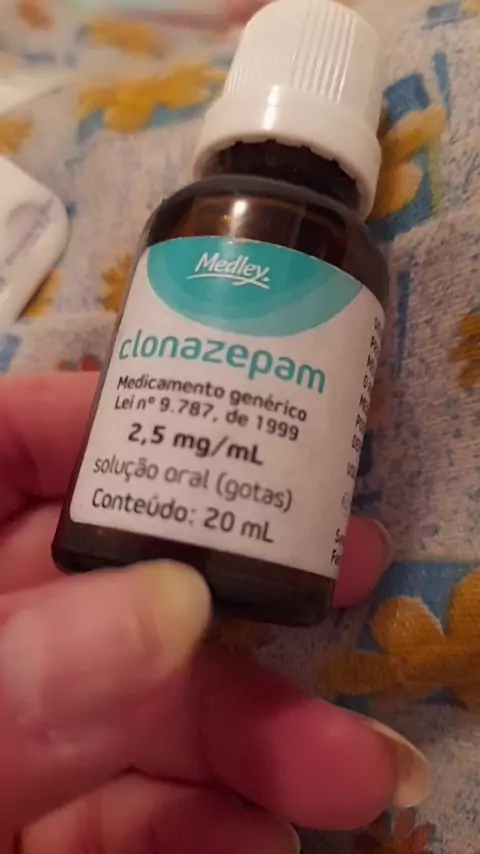 Medley.
clonazepam
Medicamento genérico
Lei nº 9.787, de 1999
2,5 mg/mL
solução oral (gotas)
Conteúdo: 20 mL